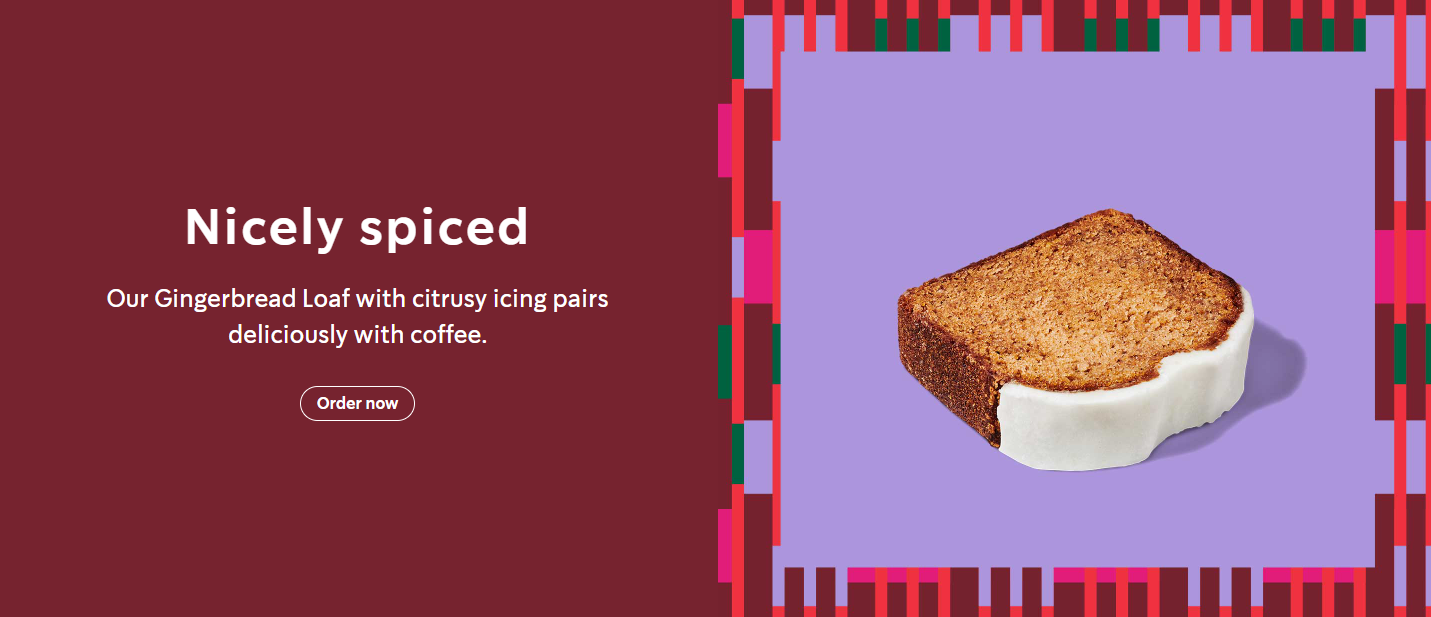 Nicely spiced
Our Gingerbread Loaf with citrusy icing pairs
deliciously with coffee.
Order now